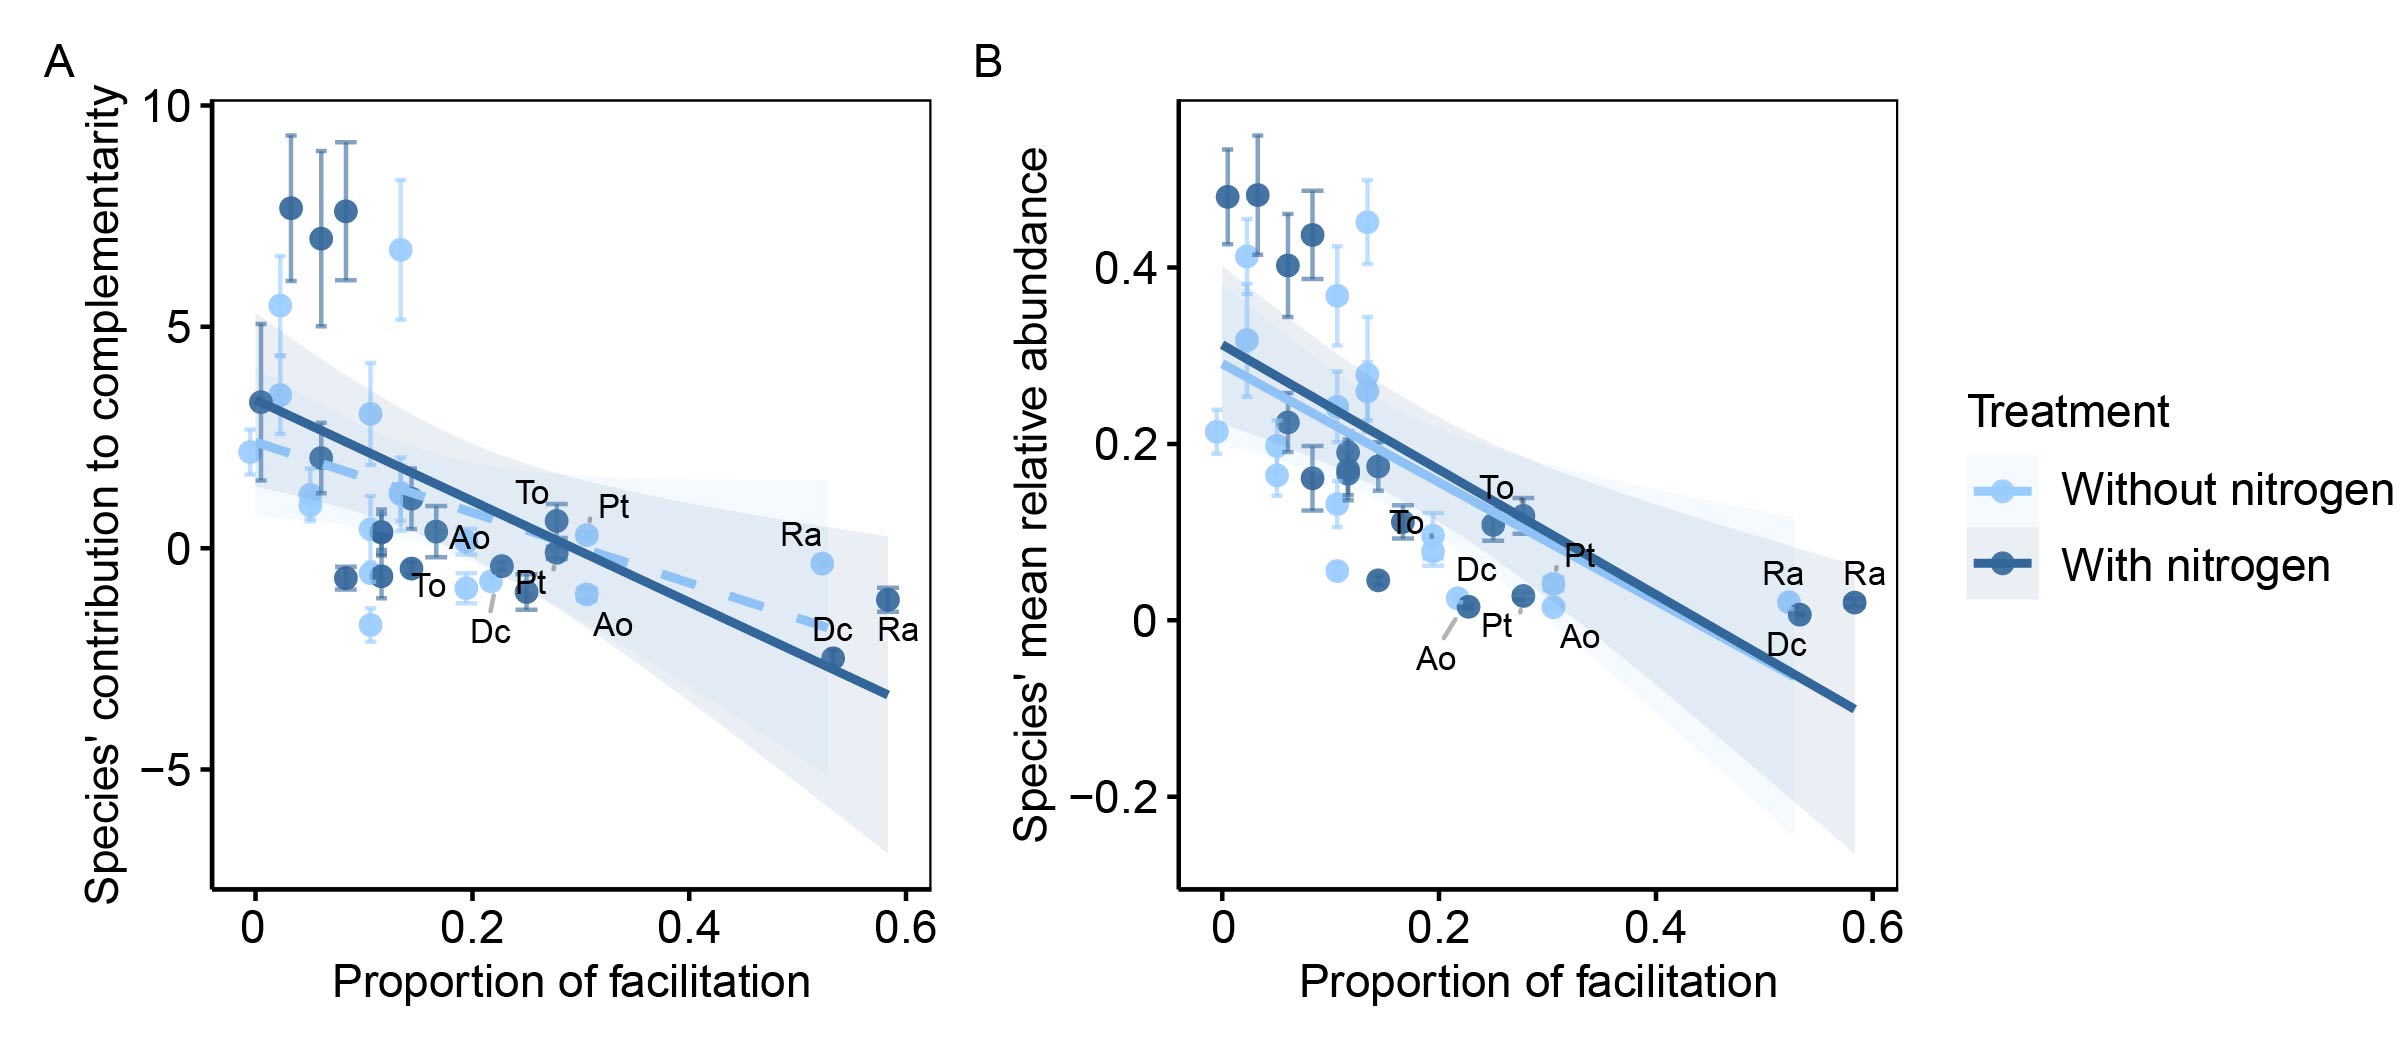 A
B
Species' contribution to complementarity
10
5
0
−5
To
Pt
Ao
Ra
To
Pt
Dc
Ao
Dc
Ra
0
0.2
0.4
0.6
Proportion of facilitation
Species' mean relative abundance
0.4
0.2
0
−0.2
To
To
Pt
Dc
Ra
Ra
Pt
Ao
Ao
Dc
0
0.2
0.4
0.6
Proportion of facilitation
Treatment
Without nitrogen
With nitrogen